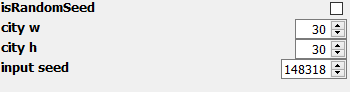 isRandomSeed
city w 30
city h 30
input seed 148318